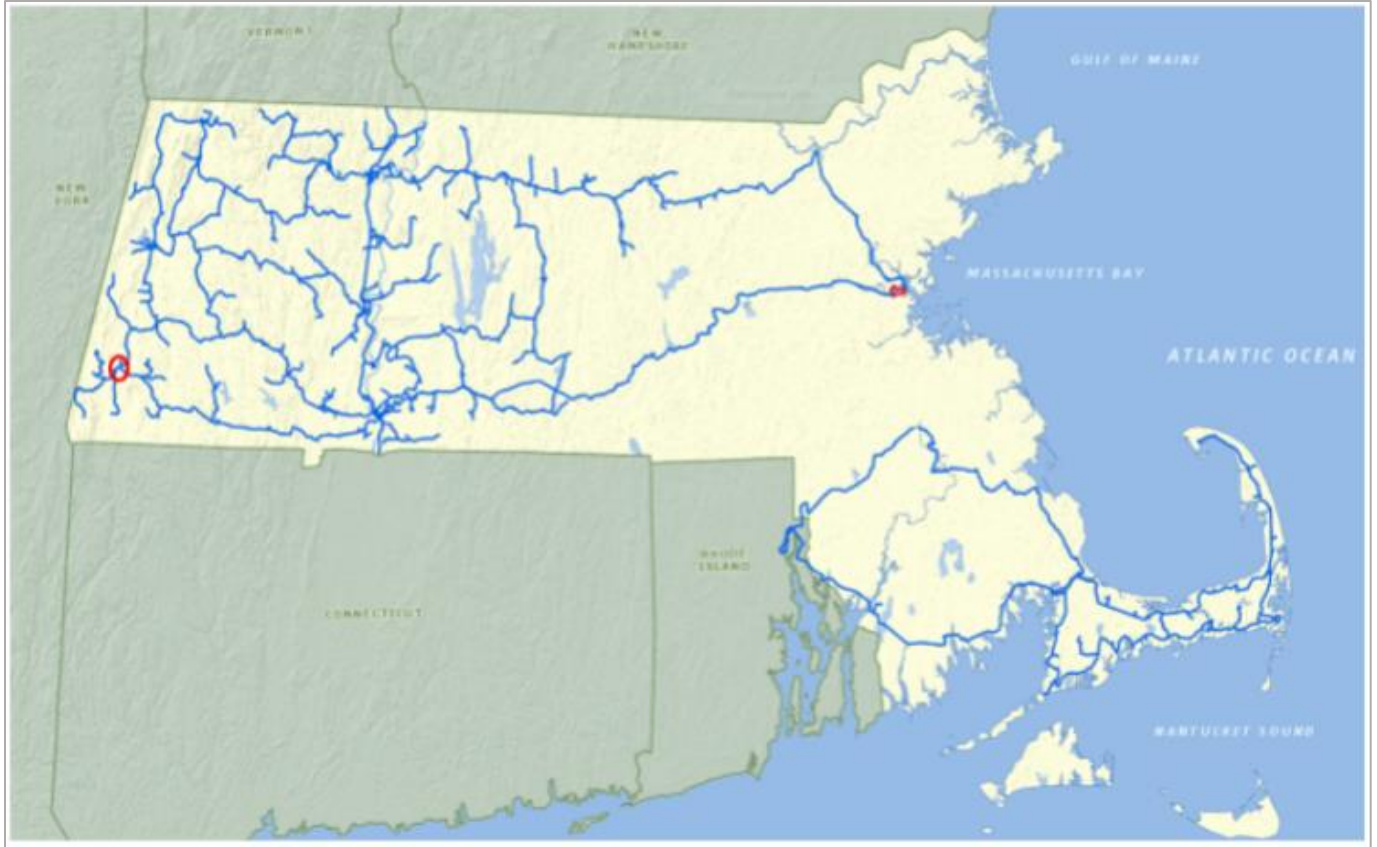 VERMONT
NEW
HAMPSHIRE
GULF OF MAINE
NEW
YORK
MASSACHUSETTS BAY
ATLANTIC OCEAN
RHODE
ISLAND
CONNECTICUT
NANTUCKET SOUND